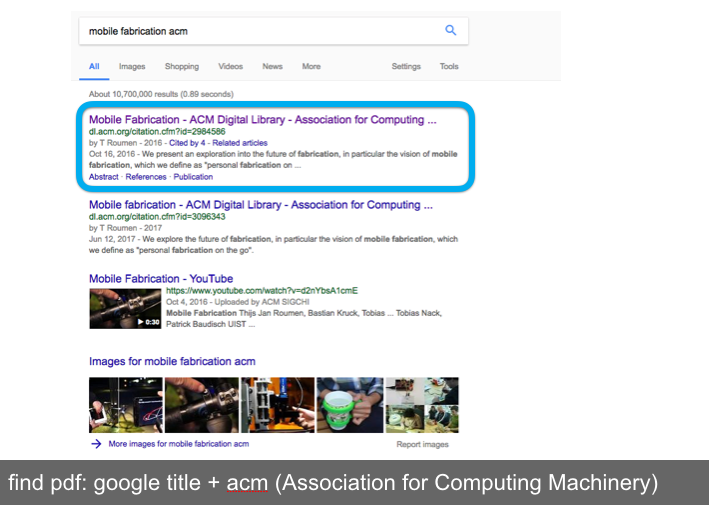 mobile fabrication acm
All Images Shopping Videos News More Settings Tools
About 10,700,000 results (0.89 seconds)
Mobile Fabrication - ACM Digital Library - Association for Computing ...
dl.acm.org/citation.cfm?id=2984586
by T Roumen - 2016 - Cited by 4 - Related articles
Oct 16, 2016 - We present an exploration into the future of fabrication, in particular the vision of mobile
fabrication, which we define as "personal fabrication on ...
Abstract · References · Publication
Mobile fabrication - ACM Digital Library - Association for Computing ...
dl.acm.org/citation.cfm?id=3096343
by T Roumen - 2017
Jun 12, 2017 - We explore the future of fabrication, in particular the vision of mobile fabrication, which
we define as "personal fabrication on the go".
Mobile Fabrication - YouTube
https://www.youtube.com/watch?v=d2nYbsA1cmE
Oct 4, 2016 - Uploaded by ACM SIGCHI
Mobile Fabrication Thijs Jan Roumen, Bastian Kruck, Tobias ... Tobias Nack,
Patrick Baudisch UIST ...
0:30
Images for mobile fabrication acm
More images for mobile fabrication acm Report images
find pdf: google title + acm (Association for Computing Machinery)